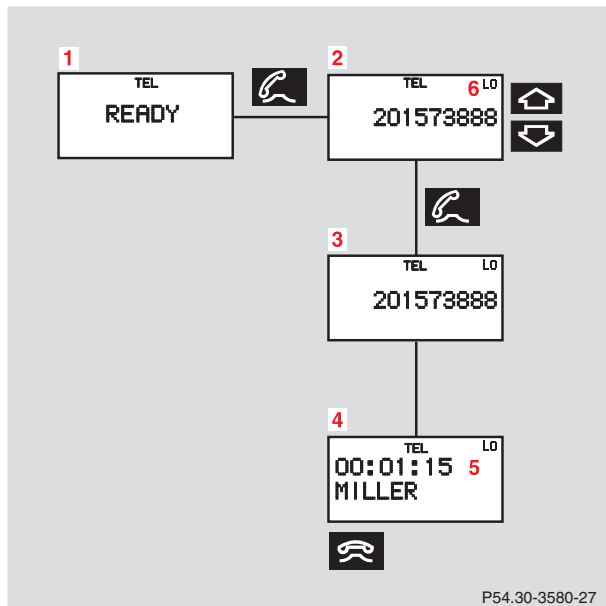 1
TEL
READY
2
TEL 6 LO
201573888
3
TEL LO
201573888
4
TEL LO
00:01:15 5
MILLER
P54.30-3580-27